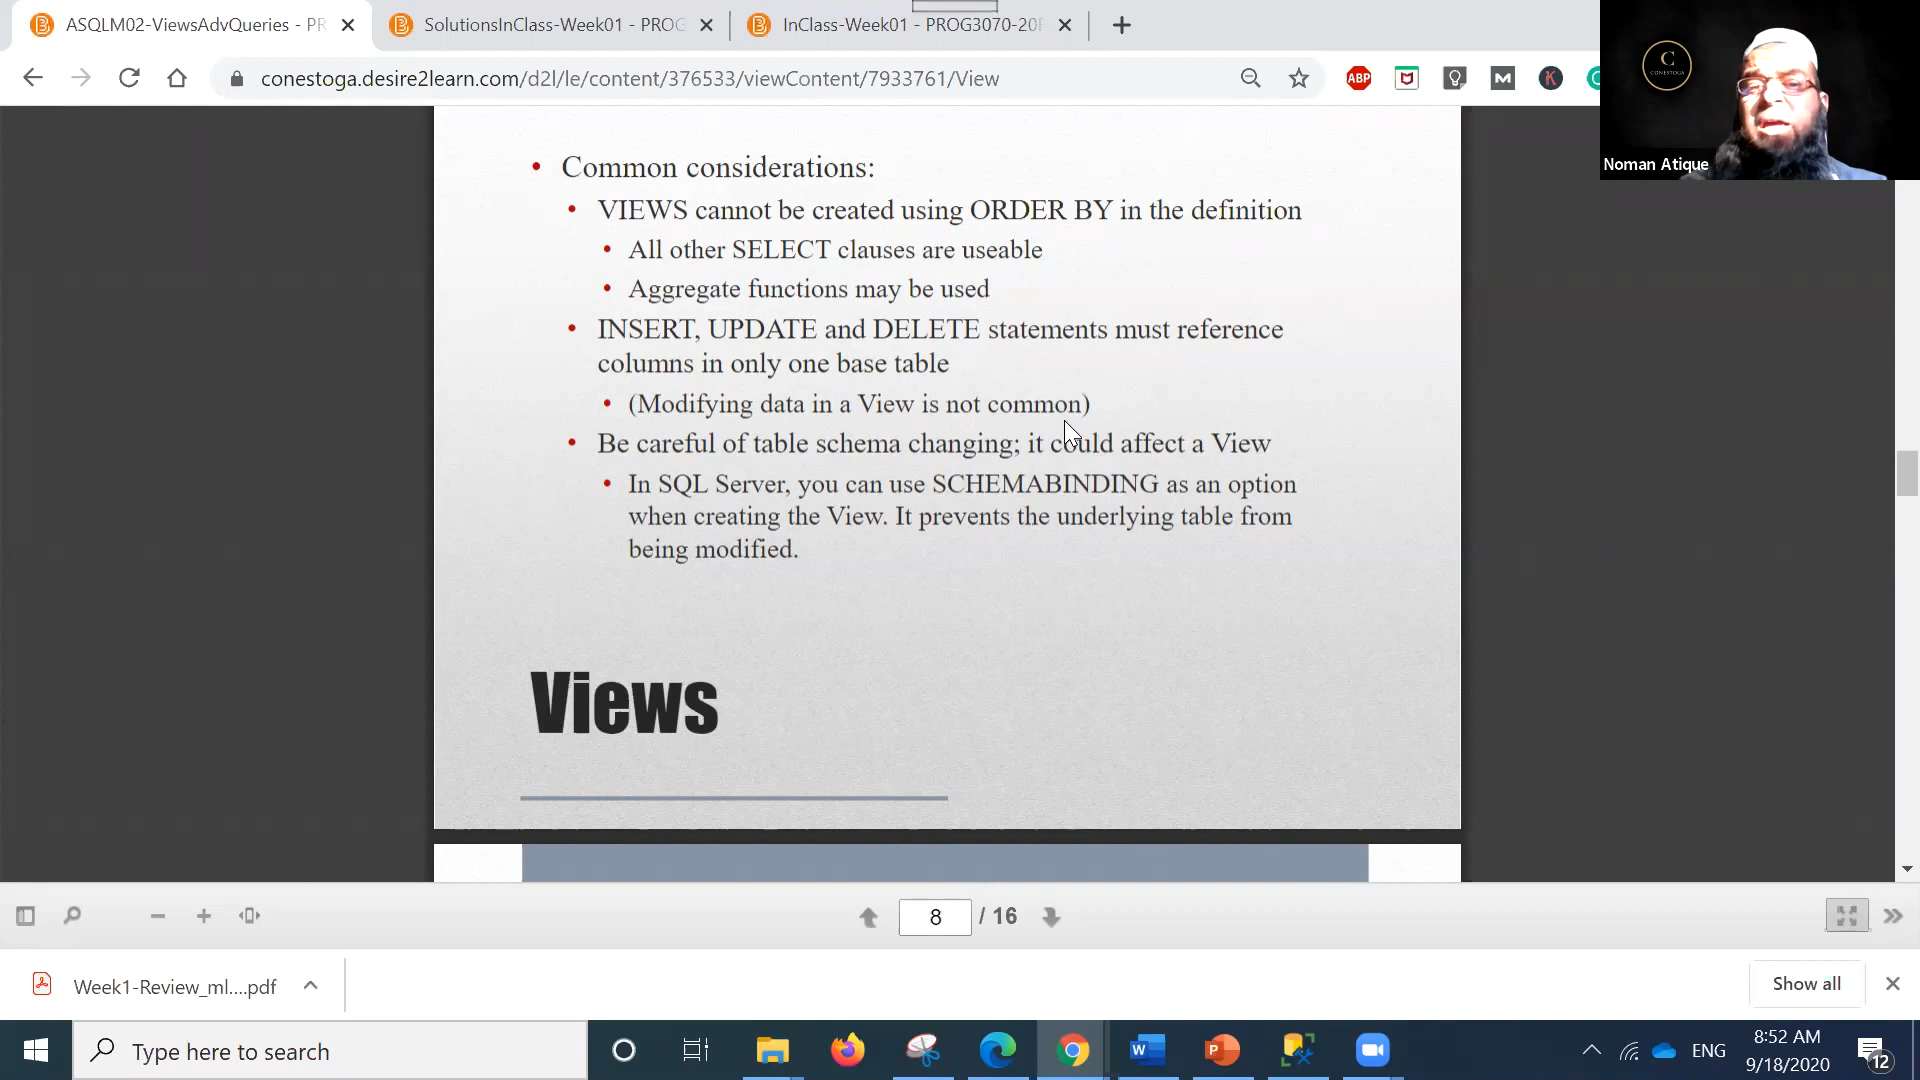 ASQLM02-ViewsAdvQueries - PR
SolutionsInClass-Week01 - PROG
InClass-Week01 - PROG3070-20F
conestoga.desire2learn.com/d2l/le/content/376533/viewContent/7933761/View
ABP
M
K
C
CONESTOGA
Noman Atique
• Common considerations:
• VIEWS cannot be created using ORDER BY in the definition
• All other SELECT clauses are useable
• Aggregate functions may be used
• INSERT, UPDATE and DELETE statements must reference
columns in only one base table
• (Modifying data in a View is not common)
• Be careful of table schema changing; it could affect a View
• In SQL Server, you can use SCHEMABINDING as an option
when creating the View. It prevents the underlying table from
being modified.
Views
8 / 16
Week1-Review_ml....pdf
Show all
Type here to search
ENG
8:52 AM
9/18/2020
12